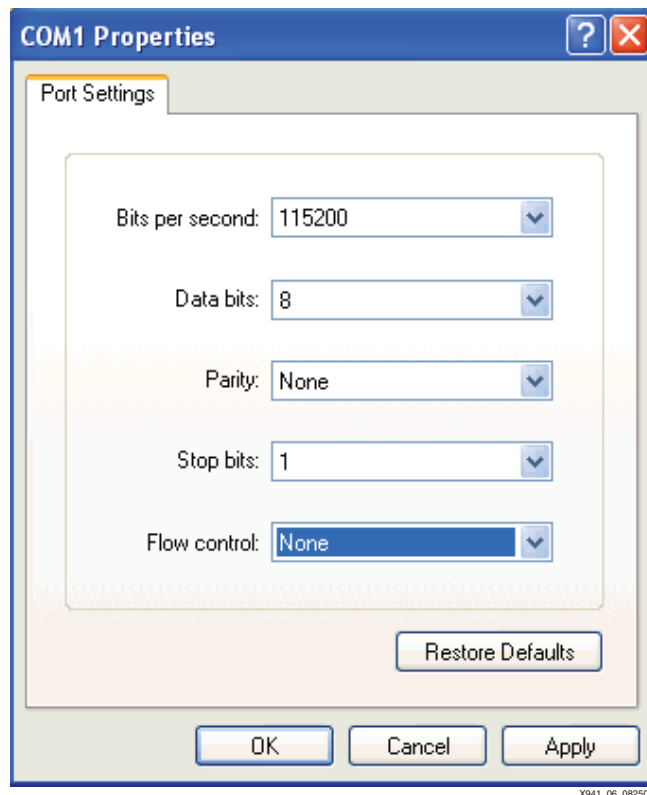 COM1 Properties
Port Settings
Bits per second: 115200
Data bits: 8
Parity: None
Stop bits: 1
Flow control: None
Restore Defaults
OK Cancel Apply